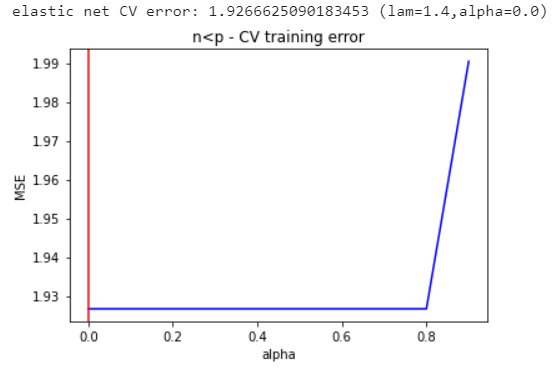 elastic net CV error: 1.9266625090183453 (lam=1.4,alpha=0.0)
n<p - CV training error
1.99
1.98
1.97
1.96
1.95
1.94
1.93
MSE
0.0 0.2 0.4 0.6 0.8
alpha